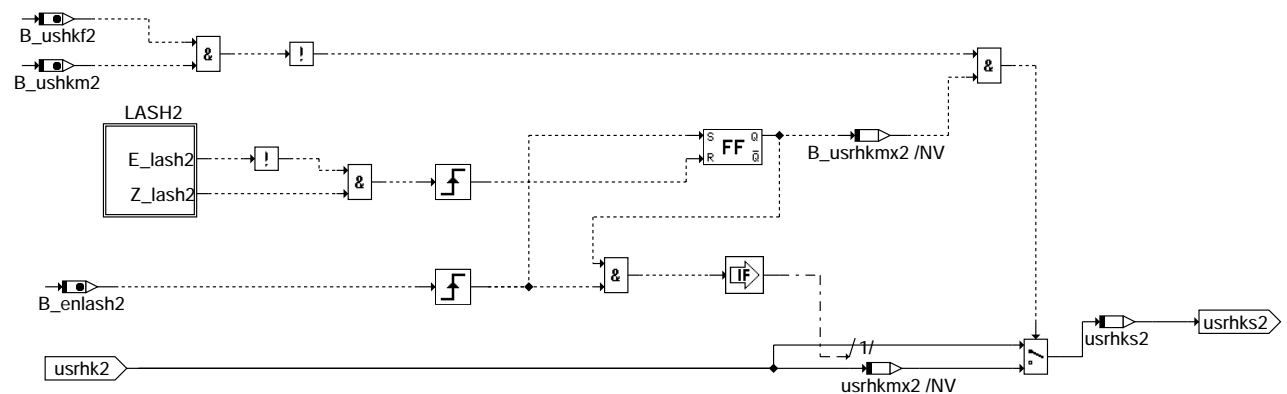 B_ushkf2
&
!
B_ushkm2
&
LASH2
E_lash2
!
&
Z_lash2
S Q
R FF Q
B_usrhkmx2 /NV
&
IF
B_enlash2
usrhk2
/1/
usrhkmx2 /NV
usrhks2
usrhks2